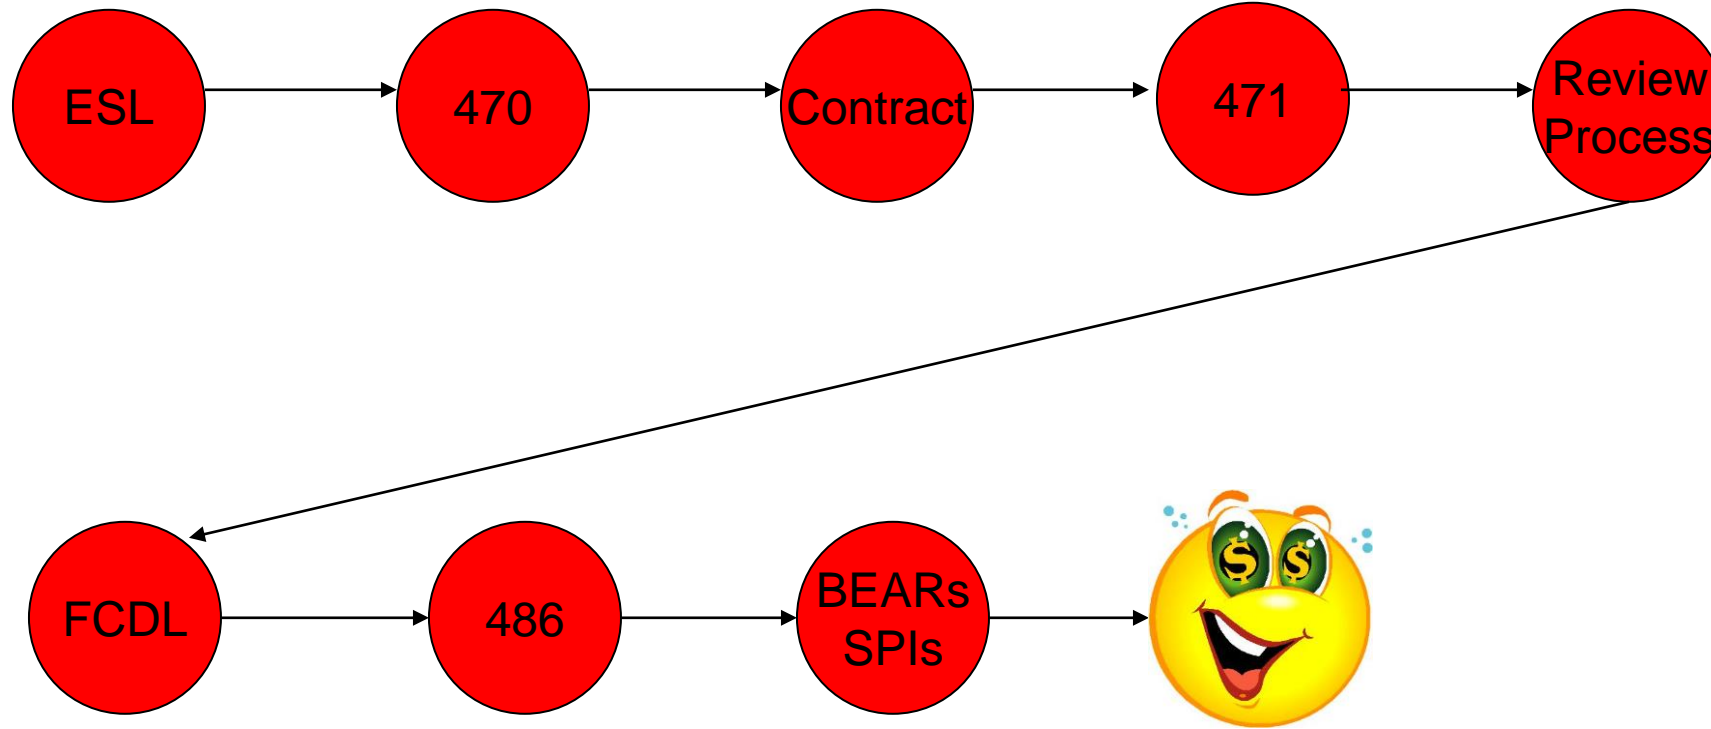 ESL
470
Contract
471
Review
Process
FCDL
486
BEARs
SPIs
$ $